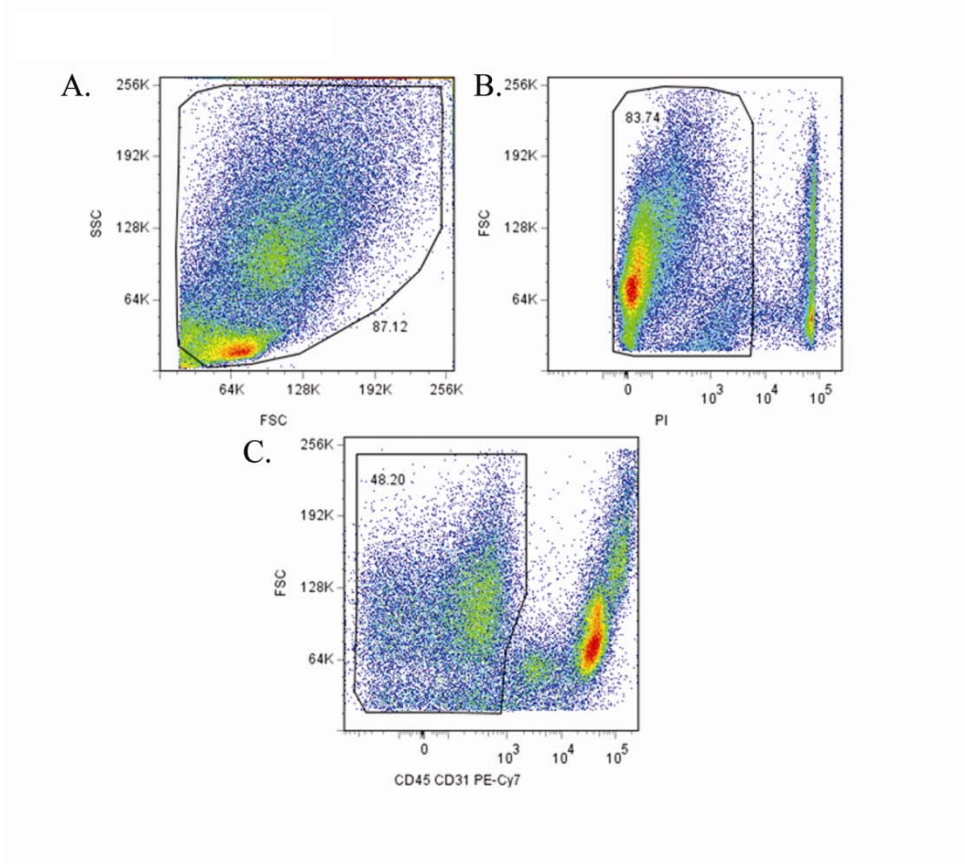 A.
256K
192K
128K
64K
SSC
87.12
64K 128K 192K 256K
FSC
B.
256K
192K
128K
64K
FSC
83.74
0 10³ 10⁴ 10⁵
PI
C.
256K
192K
128K
64K
FSC
48.20
0 10³ 10⁴ 10⁵
CD45 CD31 PE-Cy7